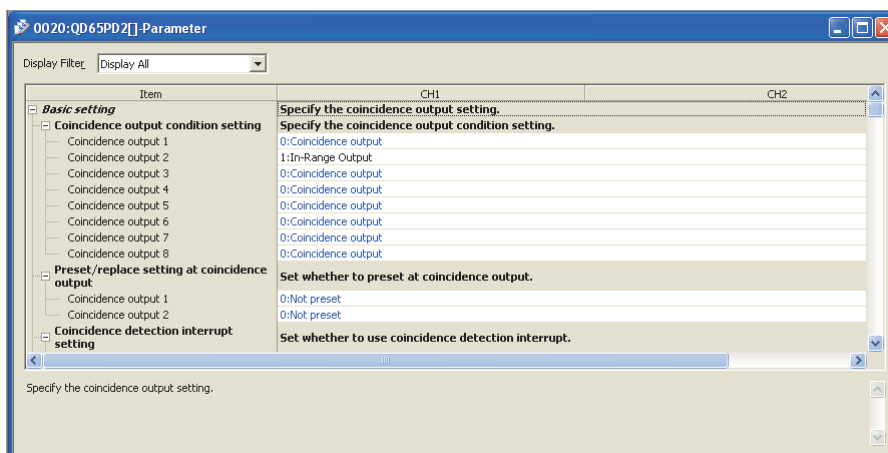 0020:QD65PD2[]-Parameter
Display Filter Display All
Item CH1 CH2
Basic setting Specify the coincidence output setting.
Coincidence output condition setting Specify the coincidence output condition setting.
Coincidence output 1 0:Coincidence output
Coincidence output 2 1:In-Range Output
Coincidence output 3 0:Coincidence output
Coincidence output 4 0:Coincidence output
Coincidence output 5 0:Coincidence output
Coincidence output 6 0:Coincidence output
Coincidence output 7 0:Coincidence output
Coincidence output 8 0:Coincidence output
Preset/replace setting at coincidence
output Set whether to preset at coincidence output.
Coincidence output 1 0:Not preset
Coincidence output 2 0:Not preset
Coincidence detection interrupt
setting Set whether to use coincidence detection interrupt.
Specify the coincidence output setting.